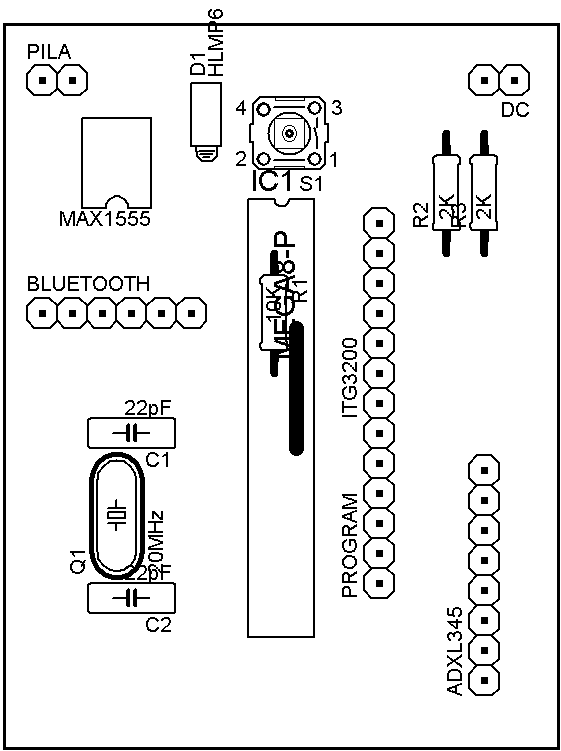 PILA
D1
HLMP6
DC
4
3
2
1
IC1
S1
MAX1555
R2
2K
R3
2K
MEGA8-P
10K
R1
BLUETOOTH
ITG3200
22pF
C1
Q1
20MHz
22pF
C2
PROGRAM
ADXL345